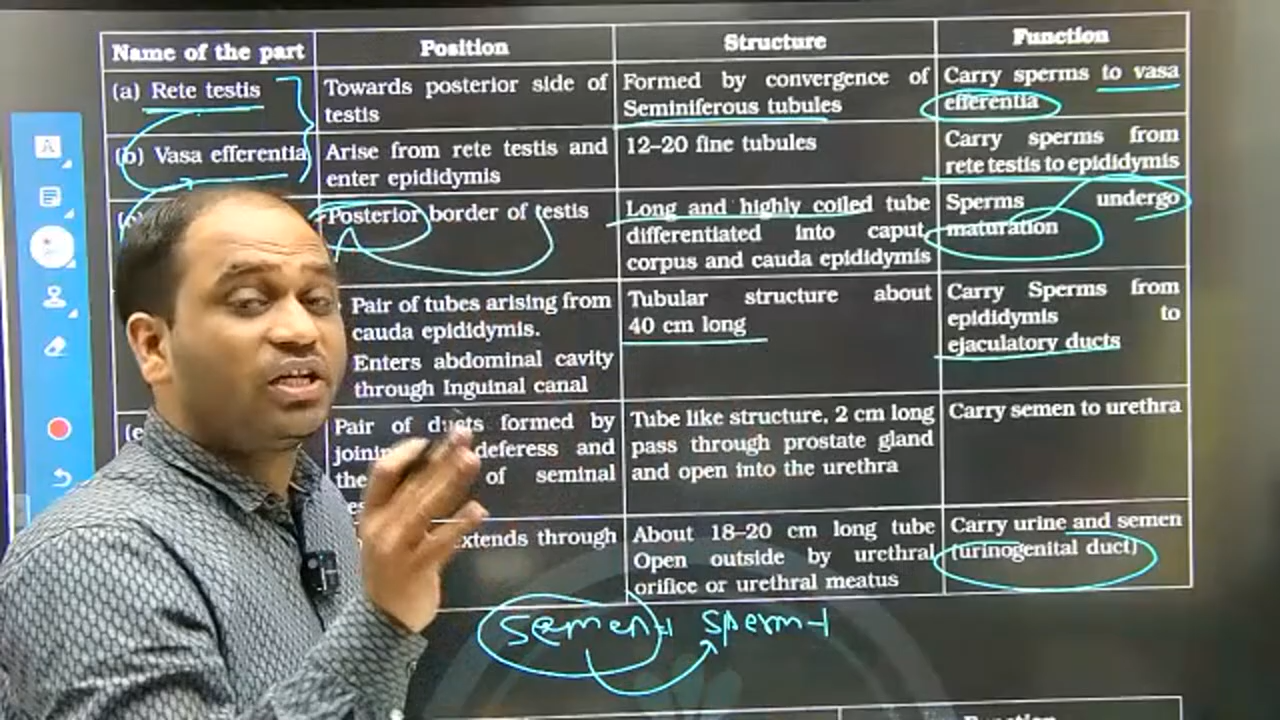 Name of the part Position Structure Function
(a) Rete testis
Towards posterior side of
testis
Formed by convergence of
Seminiferous tubules
Carry sperms to vasa
efferentia
(b) Vasa efferentia
Arise from rete testis and
enter epididymis
12–20 fine tubules
Carry sperms from
rete testis to epididymis
Posterior border of testis
Long and highly coiled tube
differentiated into caput,
corpus and cauda epididymis
Sperms undergo
maturation
Pair of tubes arising from
cauda epididymis.
Enters abdominal cavity
through Inguinal canal
Tubular structure about
40 cm long
Carry Sperms from
epididymis to
ejaculatory ducts
(e
Pair of ducts formed by
deferess and
the of seminal
Tube like structure, 2 cm long
pass through prostate gland
and open into the urethra
Carry semen to urethra
extends through
About 18–20 cm long tube
Open outside by urethral
orifice or urethral meatus
Carry urine and semen
(urinogenital duct)
Semen sperm
Function
A